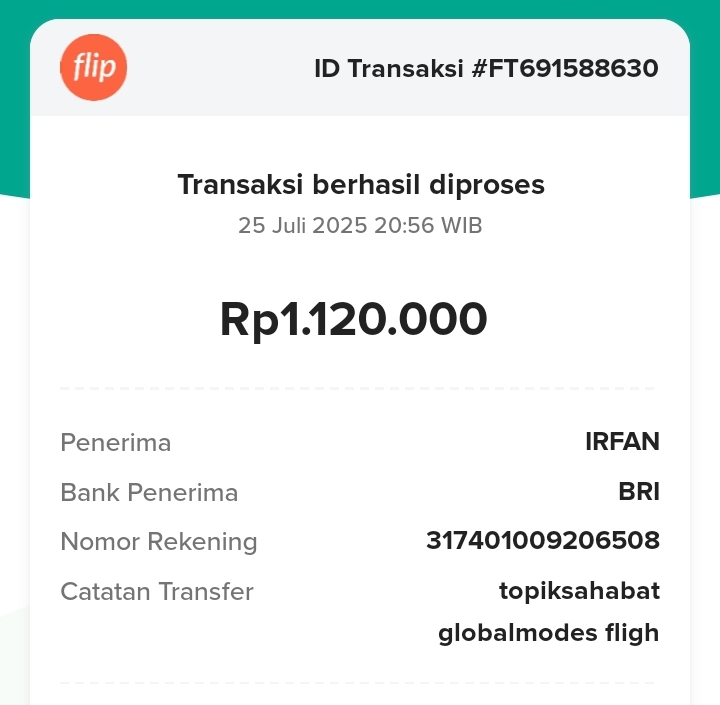 flip
ID Transaksi #FT691588630
Transaksi berhasil diproses
25 Juli 2025 20:56 WIB
Rp1.120.000
Penerima IRFAN
Bank Penerima BRI
Nomor Rekening 317401009206508
Catatan Transfer topiksahabat
globalmodes fligh